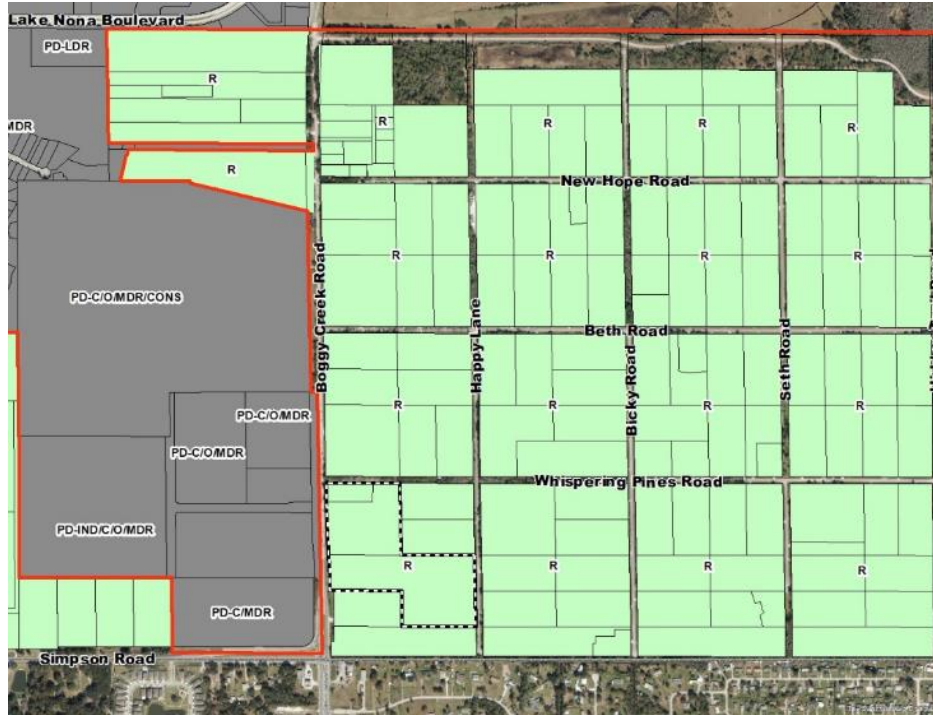 Lake Nona Boulevard
PD-LDR
R
MDR
R
R
R
R
R
New Hope Road
PD-C/O/MDR/CONS
Boggy Creek Road
R
R
R
R
Happy Lane
Beth Road
Bicky Road
Seth Road
PD-C/O/MDR
PD-C/O/MDR
R
R
R
R
Whispering Pines Road
PD-IND/C/O/MDR
R
R
R
R
PD-C/MDR
Simpson Road